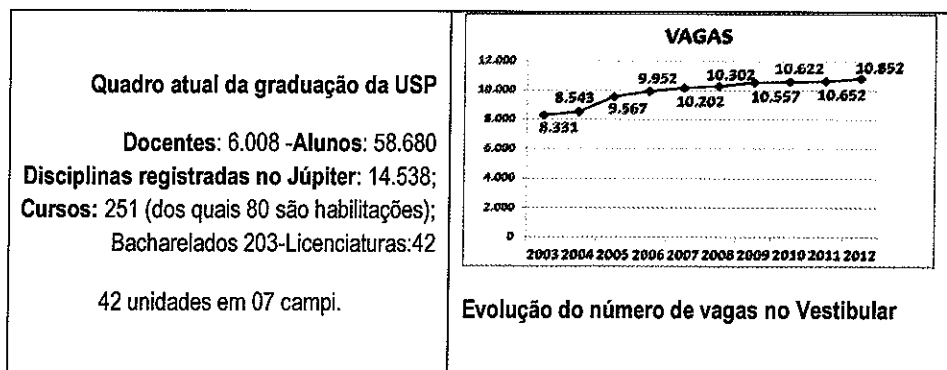 Quadro atual da graduação da USP
Docentes: 6.008 -Alunos: 58.680
Disciplinas registradas no Júpiter: 14.538;
Cursos: 251 (dos quais 80 são habilitações);
Bacharelados 203-Licenciaturas:42
42 unidades em 07 campi.
VAGAS
12.000
10.000
8.000
6.000
4.000
2.000
0
8.331
8.543
9.567
9.952
10.202
10.302
10.557
10.622
10.652
10.852
2003 2004 2005 2006 2007 2008 2009 2010 2011 2012
Evolução do número de vagas no Vestibular